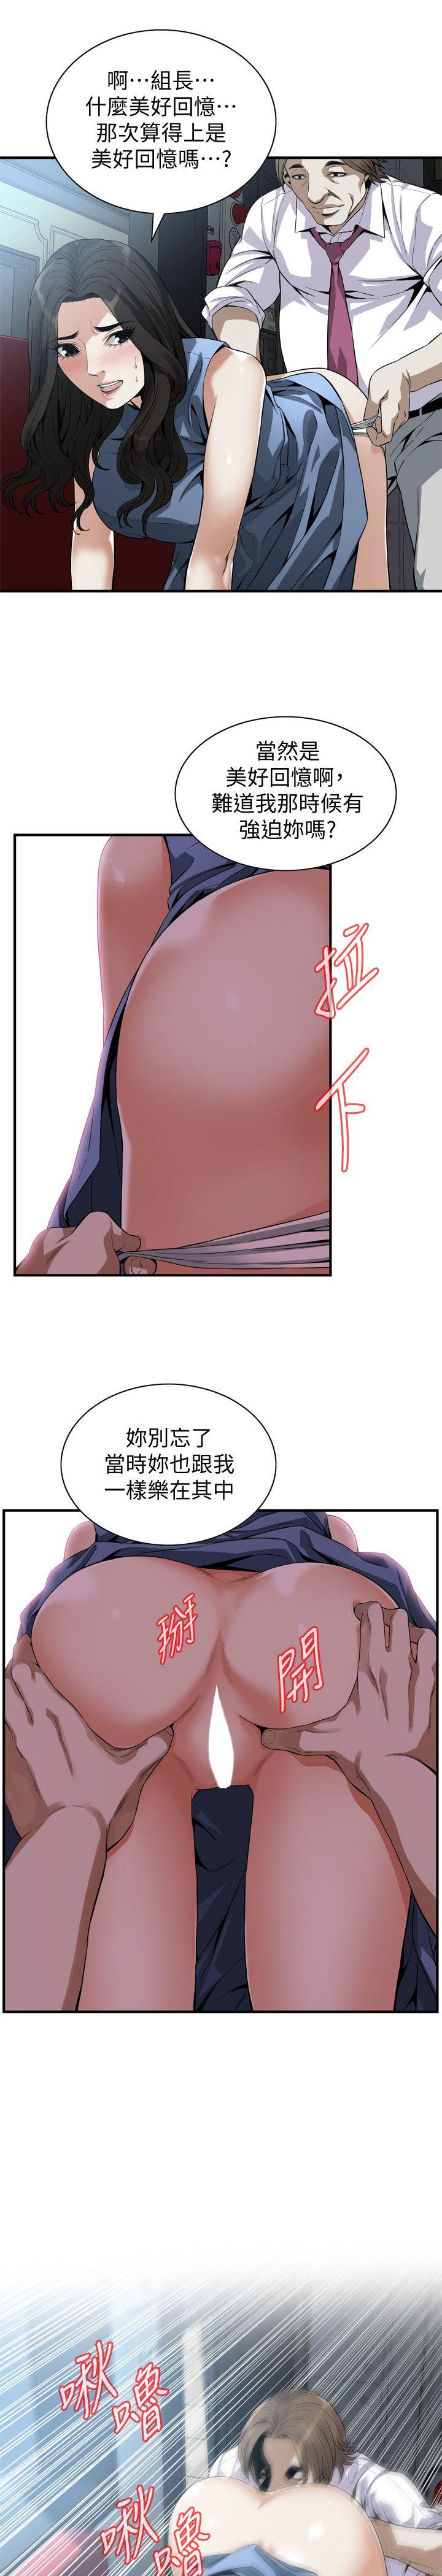 啊…組長…
什麼美好回憶…
那次算得上是
美好回憶嗎…?
當然是
美好回憶啊,
難道我那時候有
強迫妳嗎?
拉
下
妳別忘了
當時妳也跟我
一樣樂在其中
掰
開
啾
嚕
啾
嚕